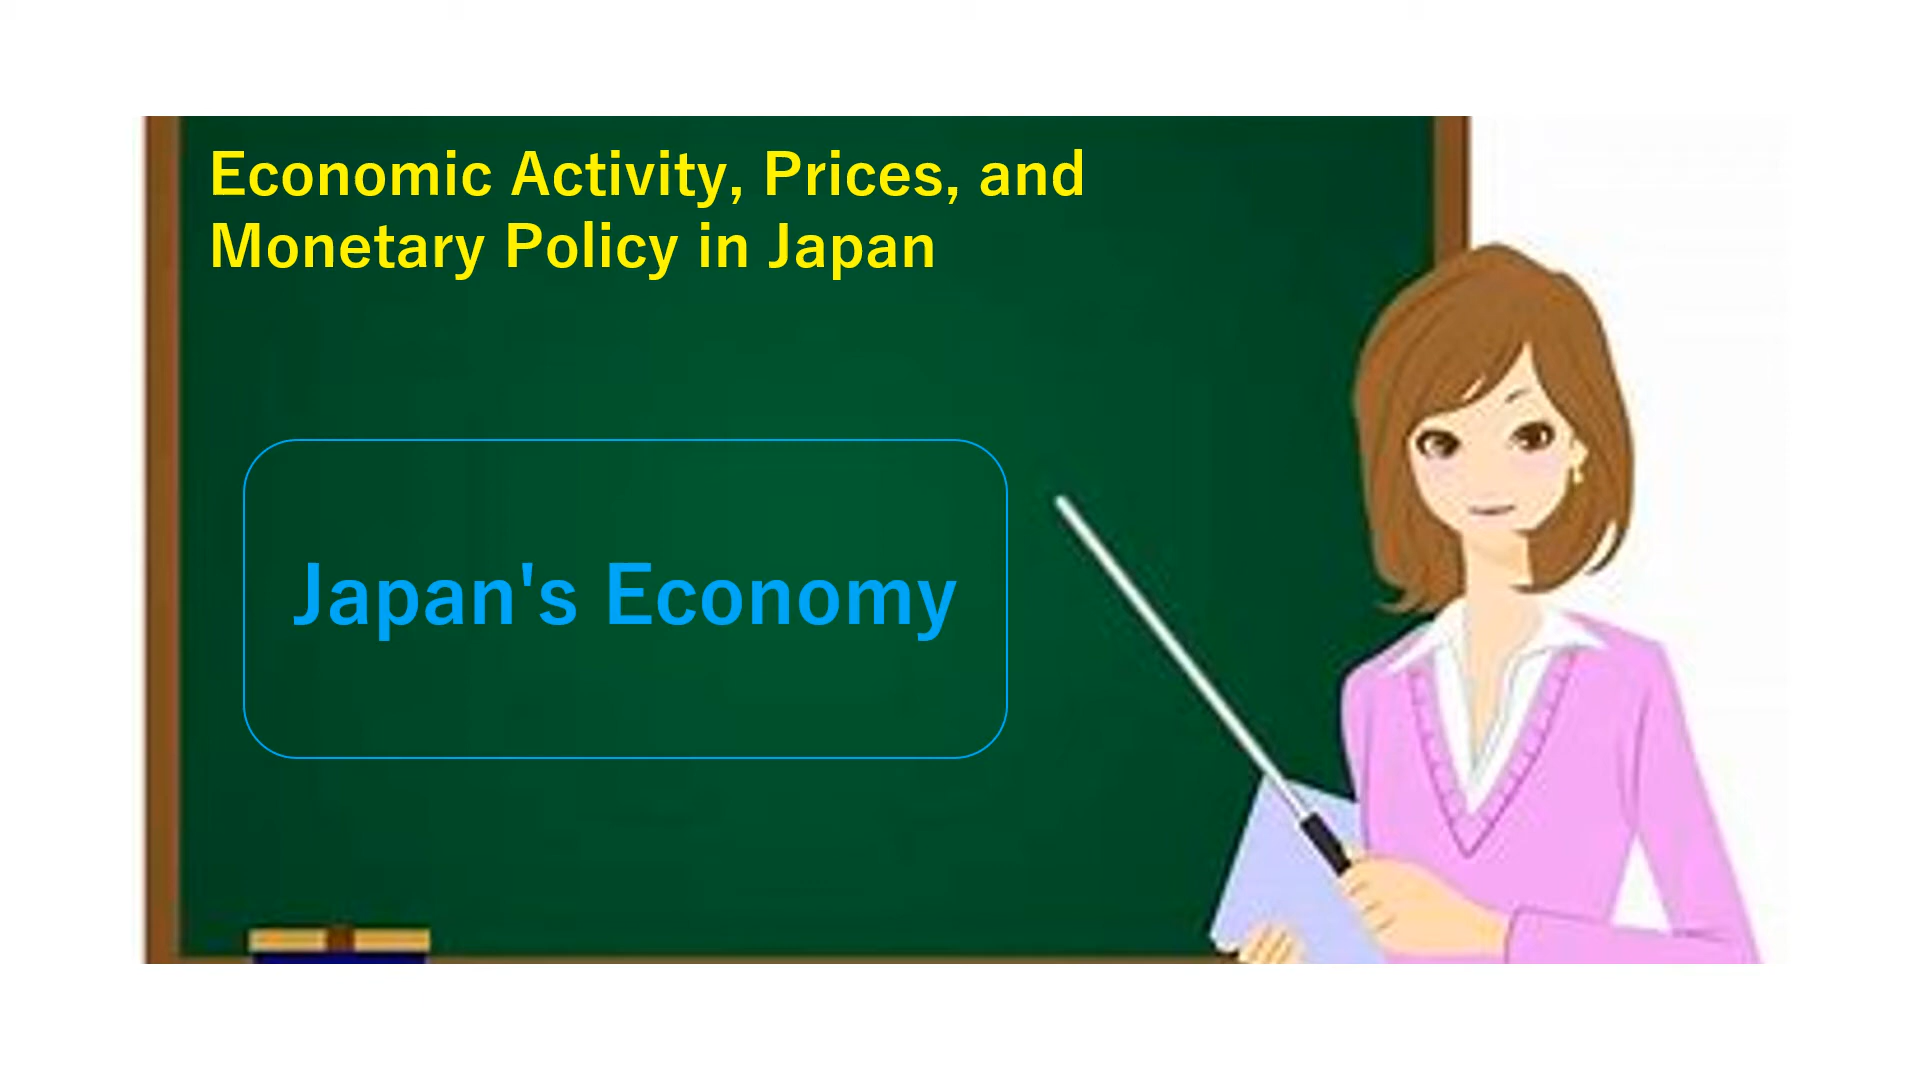 Economic Activity, Prices, and
Monetary Policy in Japan
Japan's Economy